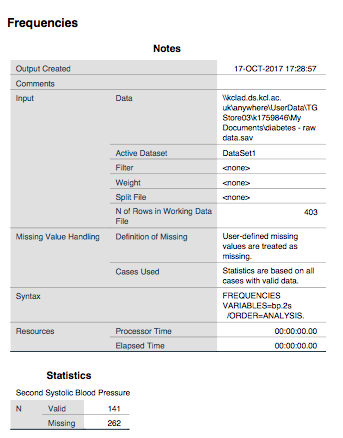 Frequencies
Notes
Output Created 17-OCT-2017 17:28:57
Comments
Input Data \\kclad.ds.kcl.ac.
uk\anywhere\UserData\TG
Store03\k1759846\My
Documents\diabetes - raw
data.sav
Active Dataset DataSet1
Filter <none>
Weight <none>
Split File <none>
N of Rows in Working Data 403
File
Missing Value Handling Definition of Missing User-defined missing
values are treated as
missing.
Cases Used Statistics are based on all
cases with valid data.
Syntax FREQUENCIES
VARIABLES=bp.2s
/ORDER=ANALYSIS.
Resources Processor Time 00:00:00.00
Elapsed Time 00:00:00.00
Statistics
Second Systolic Blood Pressure
N Valid 141
Missing 262